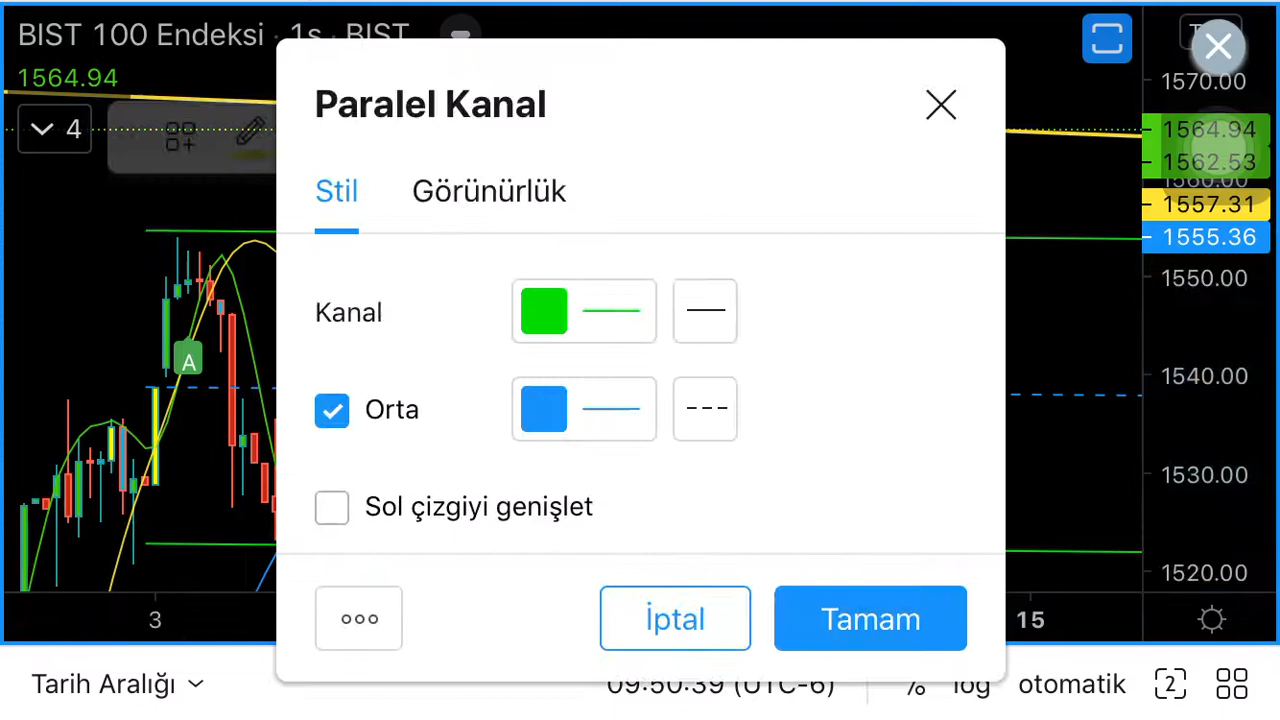 BIST 100 Endeksi · 1s · BIST
1564.94
4
Paralel Kanal
Stil
Görünürlük
Kanal
Orta
Sol çizgiyi genişlet
İptal
Tamam
A
1570.00
1564.94
1562.53
1560.00
1557.31
1555.36
1550.00
1540.00
1530.00
1520.00
3
15
Tarih Aralığı
09:50:39 (UTC-6)
%
log
otomatik
2